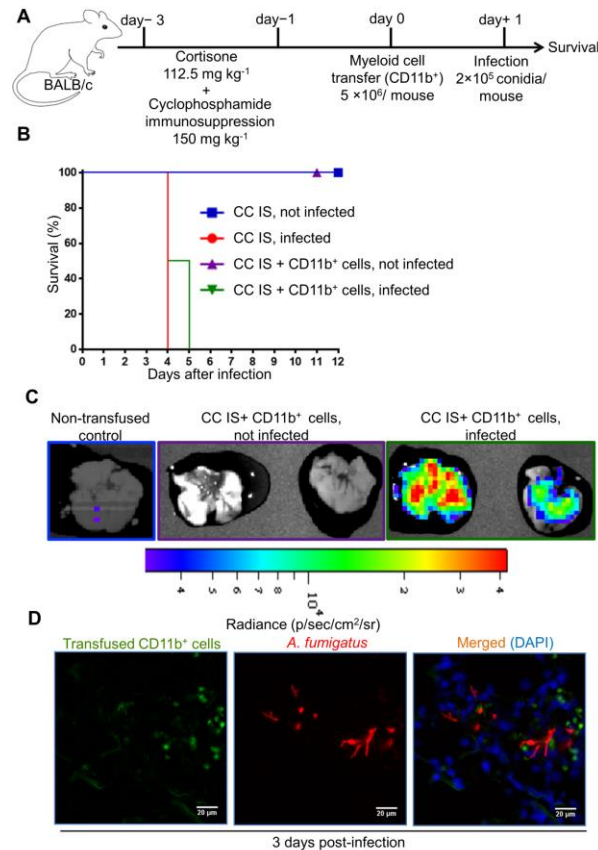 A
day− 3
day−1
day 0
day+ 1
Survival
BALB/c
Cortisone
112.5 mg kg⁻¹
+
Cyclophosphamide
immunosuppression
150 mg kg⁻¹
Myeloid cell
transfer (CD11b⁺)
5 ×10⁶/ mouse
Infection
2×10⁵ conidia/
mouse
B
Survival (%)
100
80
60
40
20
0
0 1 2 3 4 5 6 7 8 9 10 11 12
Days after infection
CC IS, not infected
CC IS, infected
CC IS + CD11b⁺ cells, not infected
CC IS + CD11b⁺ cells, infected
C
Non-transfused
control
CC IS+ CD11b⁺ cells,
not infected
CC IS+ CD11b⁺ cells,
infected
4 5 6 7 8 10⁴ 2 3 4
Radiance (p/sec/cm²/sr)
D
Transfused CD11b⁺ cells
A. fumigatus
Merged (DAPI)
20 µm
20 µm
20 µm
3 days post-infection